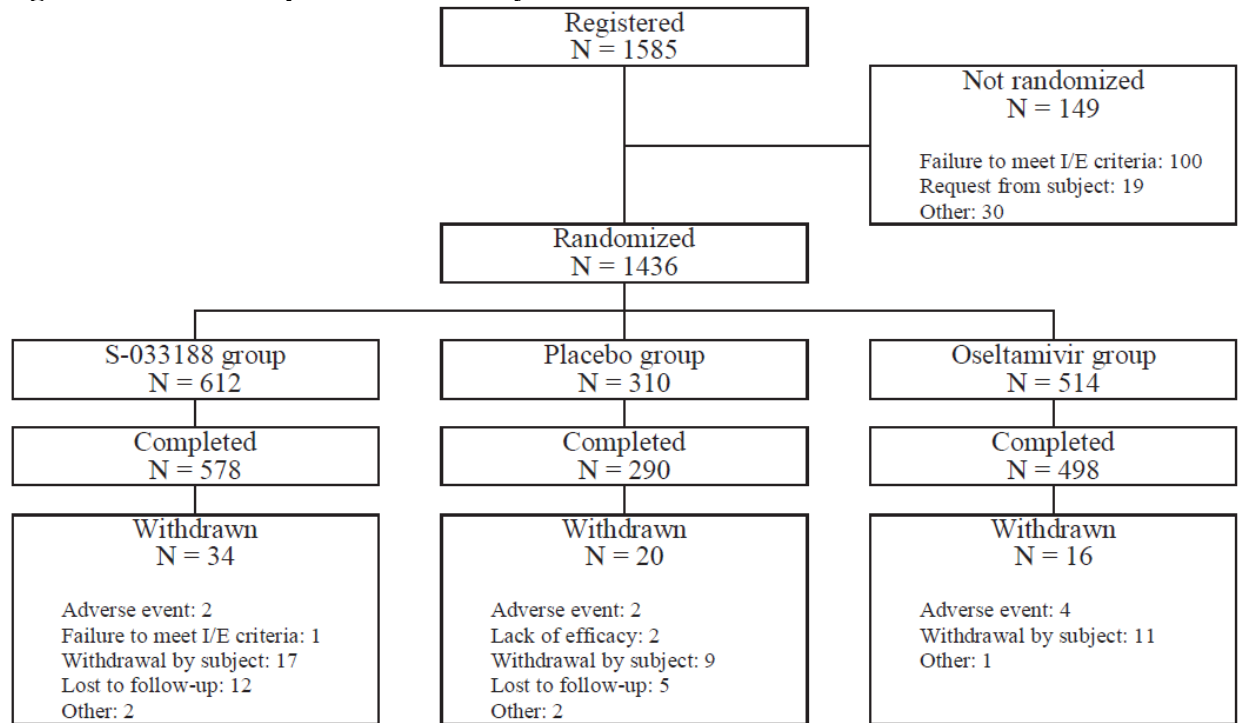 Registered
N = 1585
Not randomized
N = 149
Failure to meet I/E criteria: 100
Request from subject: 19
Other: 30
Randomized
N = 1436
S-033188 group
N = 612
Placebo group
N = 310
Oseltamivir group
N = 514
Completed
N = 578
Completed
N = 290
Completed
N = 498
Withdrawn
N = 34
Adverse event: 2
Failure to meet I/E criteria: 1
Withdrawal by subject: 17
Lost to follow-up: 12
Other: 2
Withdrawn
N = 20
Adverse event: 2
Lack of efficacy: 2
Withdrawal by subject: 9
Lost to follow-up: 5
Other: 2
Withdrawn
N = 16
Adverse event: 4
Withdrawal by subject: 11
Other: 1